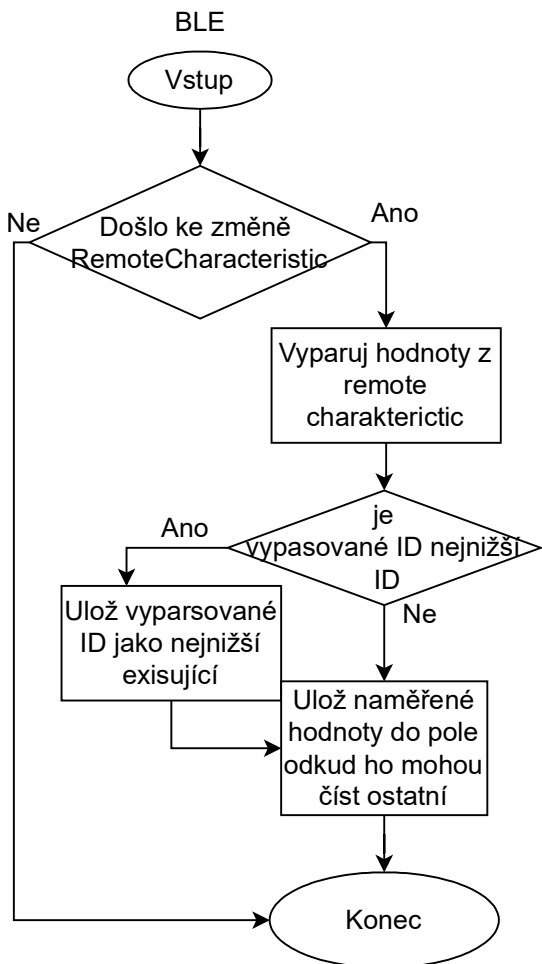 BLE
Vstup
Ne
Došlo ke změně
RemoteCharacteristic
Ano
Vyparuj hodnoty z
remote
charakterictic
je
vypasované ID nejnižší
ID
Ano
Ne
Ulož vyparsované
ID jako nejnižší
exisující
Ulož naměřené
hodnoty do pole
odkud ho mohou
číst ostatní
Konec